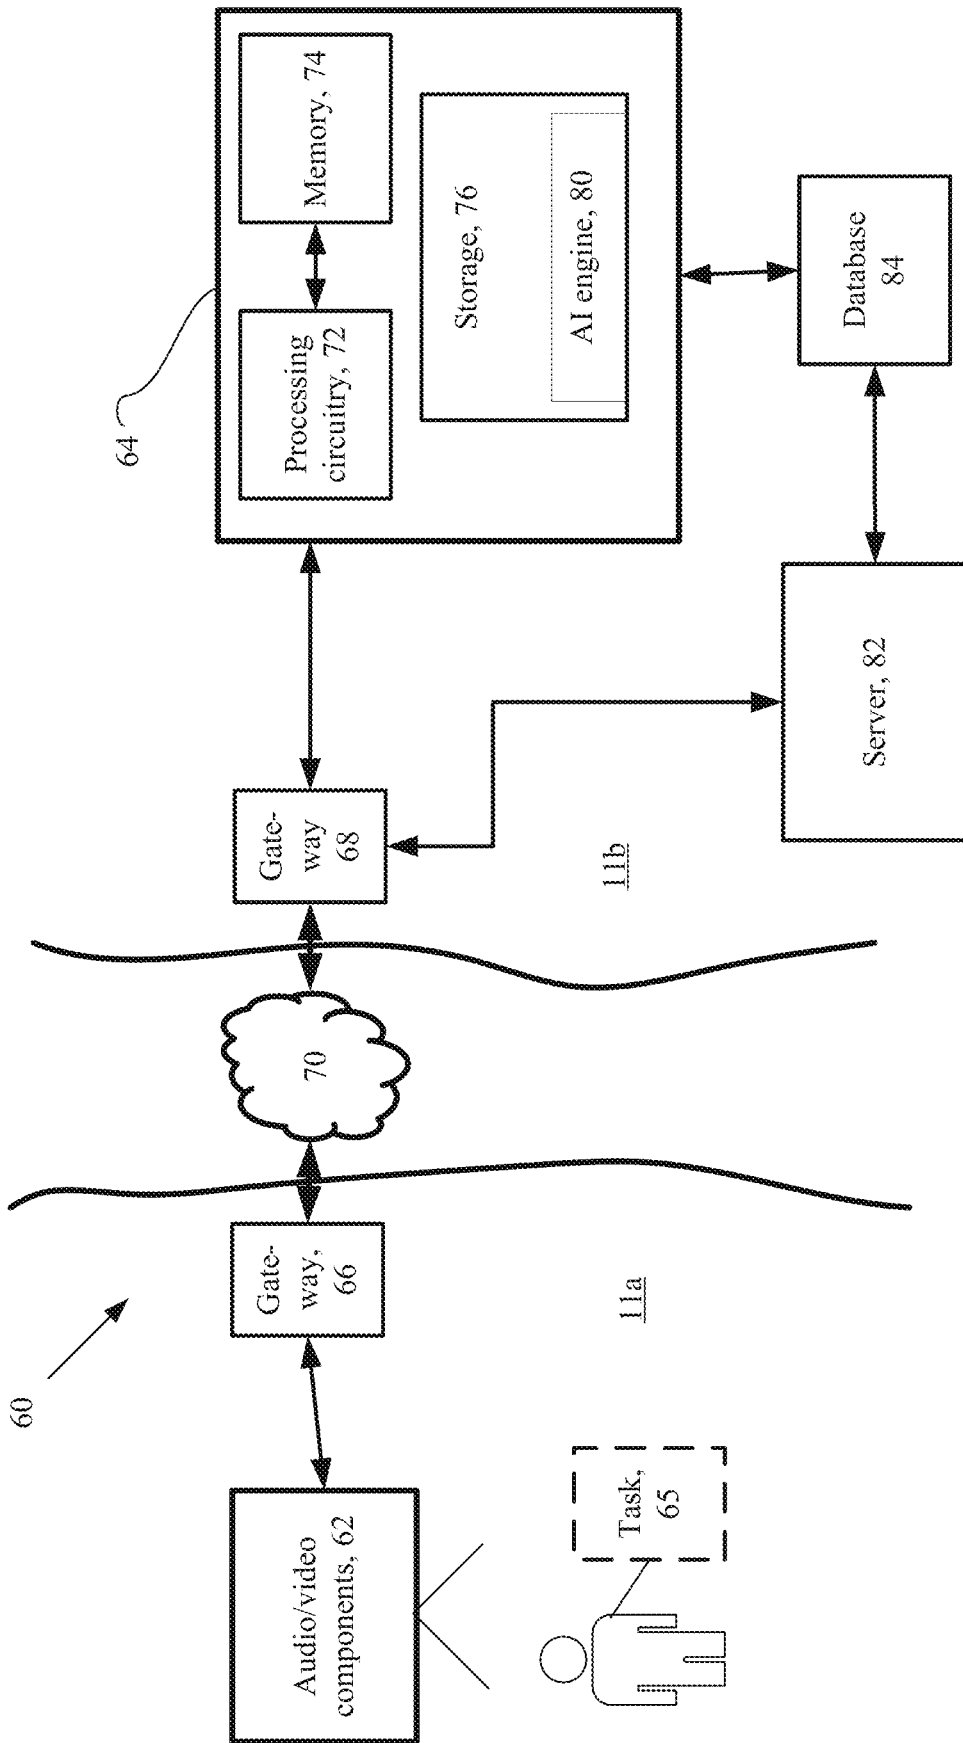 60
Audio/video
components, 62
Task,
65
Gate-
way,
66
11a
70
Gate-
way
68
11b
64
Processing
circuitry, 72
Memory, 74
Storage, 76
AI engine, 80
Server, 82
Database
84